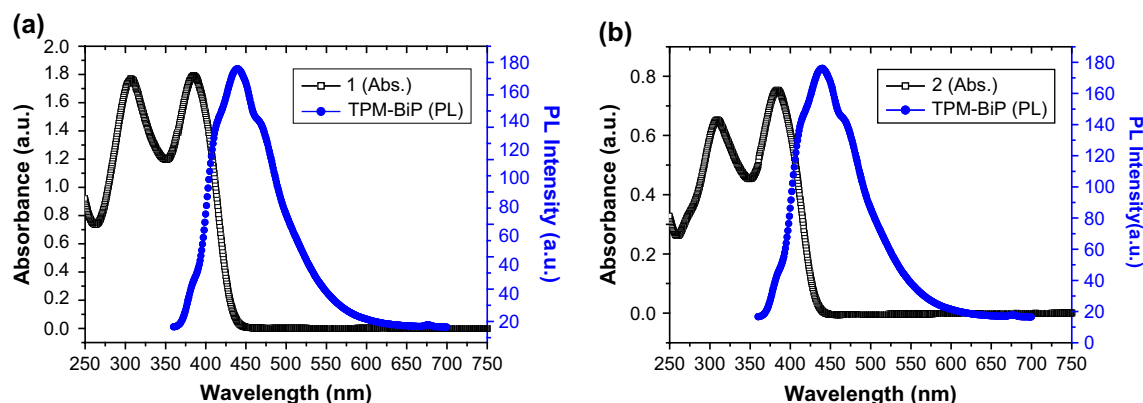 (a)
2.0
1.8
1.6
1.4
1.2
1.0
0.8
0.6
0.4
0.2
0.0
Absorbance (a.u.)
1 (Abs.)
TPM-BiP (PL)
180
160
140
120
100
80
60
40
20
PL Intensity (a.u.)
250 300 350 400 450 500 550 600 650 700 750
Wavelength (nm)
(b)
0.8
0.6
0.4
0.2
0.0
Absorbance (a.u.)
2 (Abs.)
TPM-BiP (PL)
180
160
140
120
100
80
60
40
20
0
PL Intensity(a.u.)
250 300 350 400 450 500 550 600 650 700 750
Wavelength (nm)